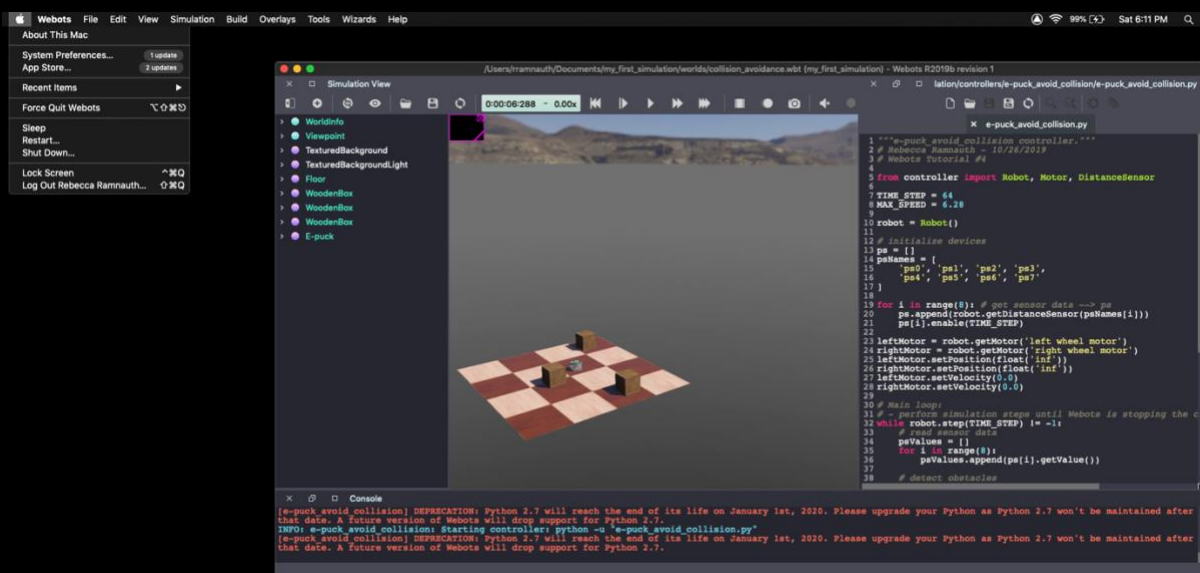 Webots File Edit View Simulation Build Overlays Tools Wizards Help 99% Sat 6:11 PM
About This Mac
System Preferences... 1 update
App Store... 2 updates
Recent Items
Force Quit Webots
Sleep
Restart...
Shut Down...
Lock Screen ^⌘Q
Log Out Rebecca Ramnauth... ⇧⌘Q
/Users/rramnauth/Documents/my_first_simulation/worlds/collision_avoidance.wbt (my_first_simulation) - Webots R2019b revision 1
Simulation View
0:00:06:288 - 0.00x
WorldInfo
Viewpoint
TexturedBackground
TexturedBackgroundLight
Floor
WoodenBox
WoodenBox
WoodenBox
E-puck
lation/controllers/e-puck_avoid_collision/e-puck_avoid_collision.py
e-puck_avoid_collision.py
1 """e-puck_avoid_collision controller."""
2 # Rebecca Ramnauth - 10/26/2019
3 # Webots Tutorial #4
4
5 from controller import Robot, Motor, DistanceSensor
6
7 TIME_STEP = 64
8 MAX_SPEED = 6.28
9
10 robot = Robot()
11
12 # initialize devices
13 ps = []
14 psNames = [
15 'ps0', 'ps1', 'ps2', 'ps3',
16 'ps4', 'ps5', 'ps6', 'ps7'
17 ]
18
19 for i in range(8): # get sensor data --> ps
20 ps.append(robot.getDistanceSensor(psNames[i]))
21 ps[i].enable(TIME_STEP)
22
23 leftMotor = robot.getMotor('left wheel motor')
24 rightMotor = robot.getMotor('right wheel motor')
25 leftMotor.setPosition(float('inf'))
26 rightMotor.setPosition(float('inf'))
27 leftMotor.setVelocity(0.0)
28 rightMotor.setVelocity(0.0)
29
30 # Main loop:
31 # - perform simulation steps until Webots is stopping the c
32 while robot.step(TIME_STEP) != -1:
33 # read sensor data
34 psValues = []
35 for i in range(8):
36 psValues.append(ps[i].getValue())
37
38 # detect obstacles
Console
[e-puck_avoid_collision] DEPRECATION: Python 2.7 will reach the end of its life on January 1st, 2020. Please upgrade your Python as Python 2.7 won't be maintained after
that date. A future version of Webots will drop support for Python 2.7.
INFO: e-puck_avoid_collision: Starting controller: python -u "e-puck_avoid_collision.py"
[e-puck_avoid_collision] DEPRECATION: Python 2.7 will reach the end of its life on January 1st, 2020. Please upgrade your Python as Python 2.7 won't be maintained after
that date. A future version of Webots will drop support for Python 2.7.